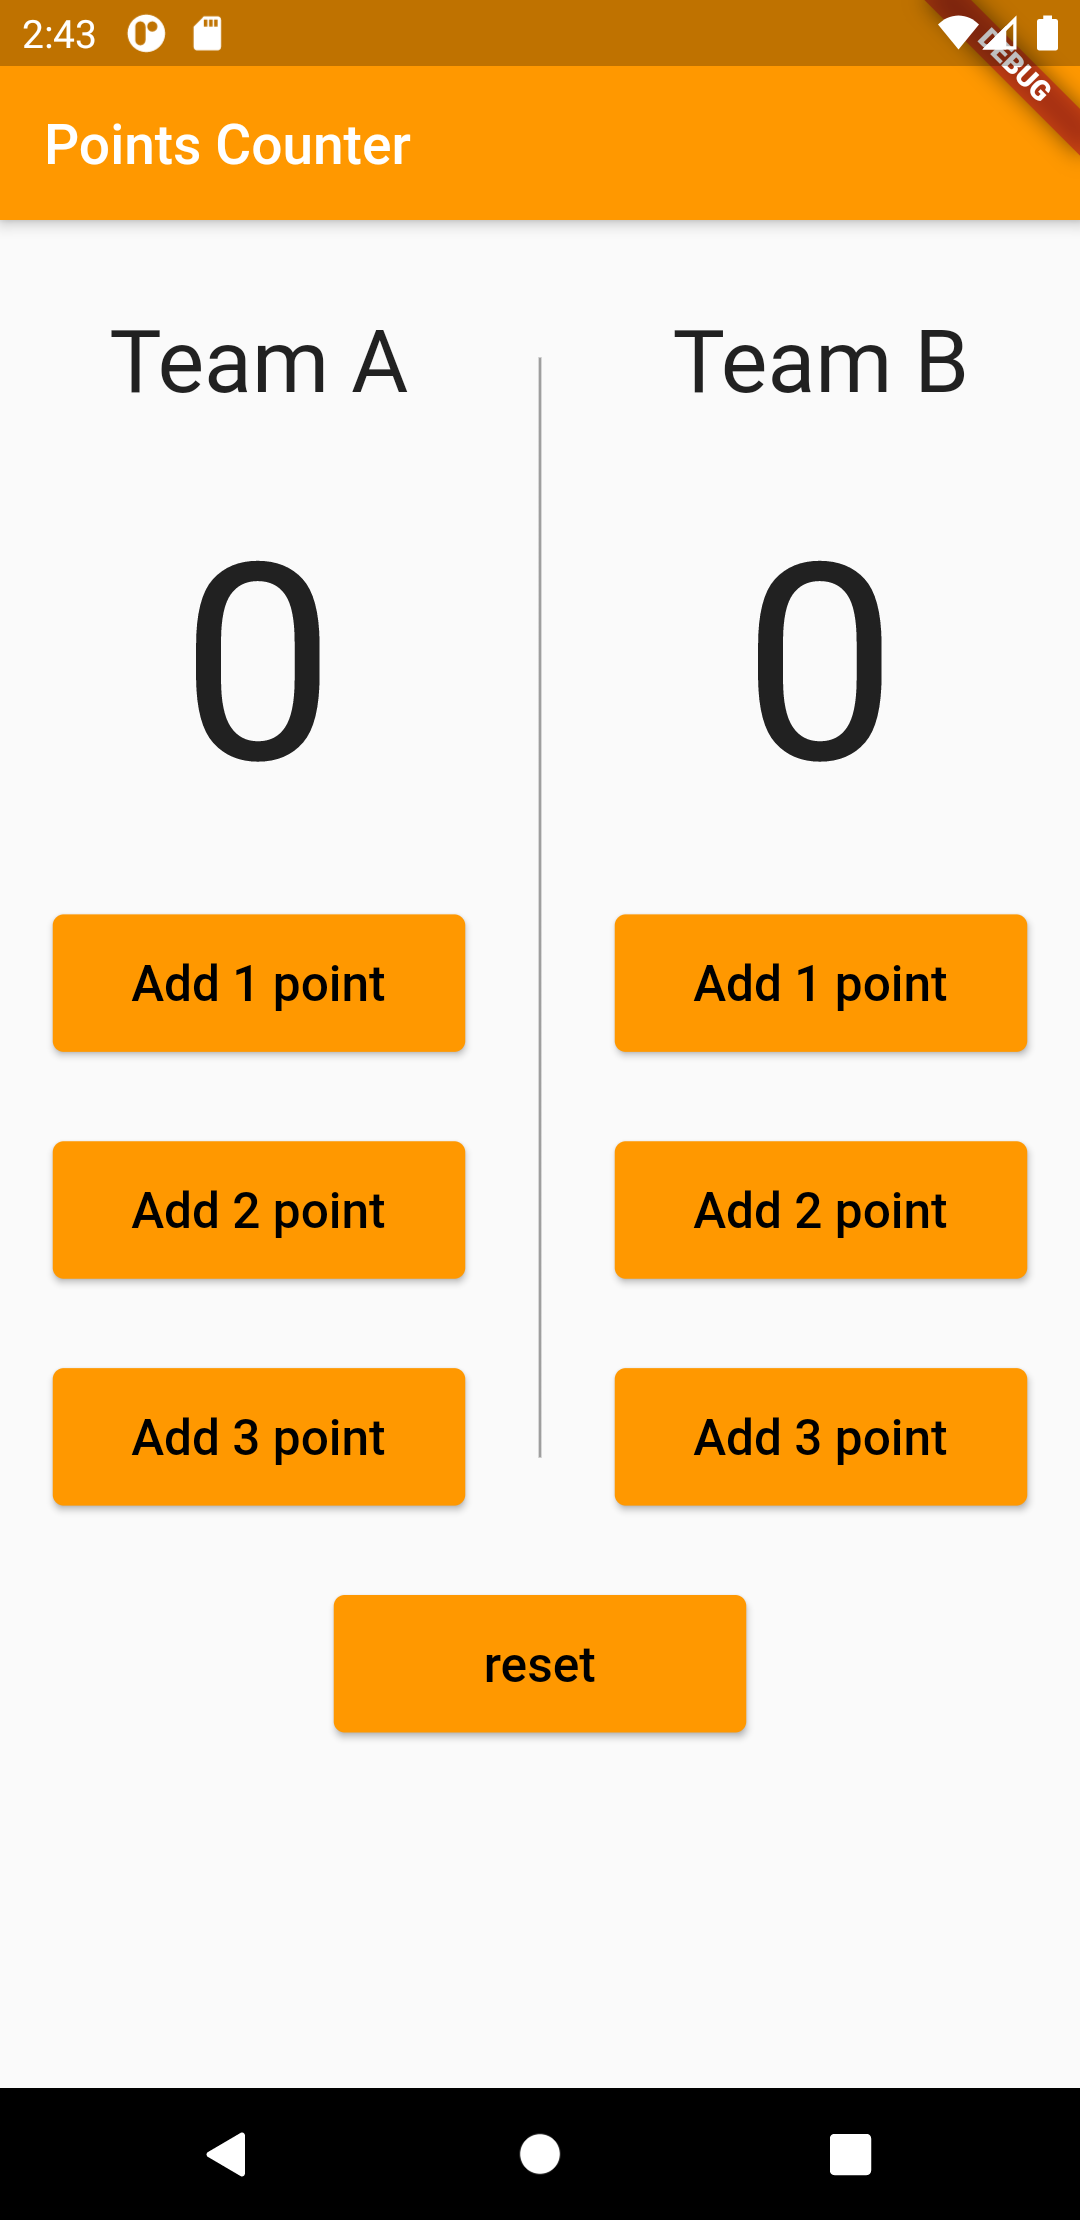 2:43
DEBUG
Points Counter
Team A
Team B
0
0
Add 1 point
Add 1 point
Add 2 point
Add 2 point
Add 3 point
Add 3 point
reset